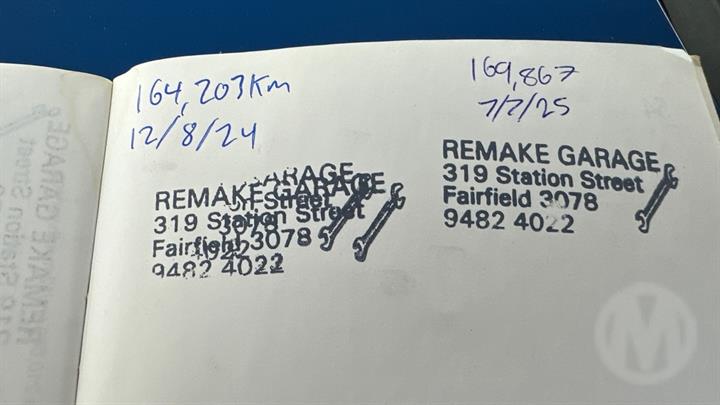 164,203Km
12/8/24
REMAKE GARAGE
319 Station Street
Fairfield 3078
9482 4022
169,867
7/7/25
REMAKE GARAGE
319 Station Street
Fairfield 3078
9482 4022